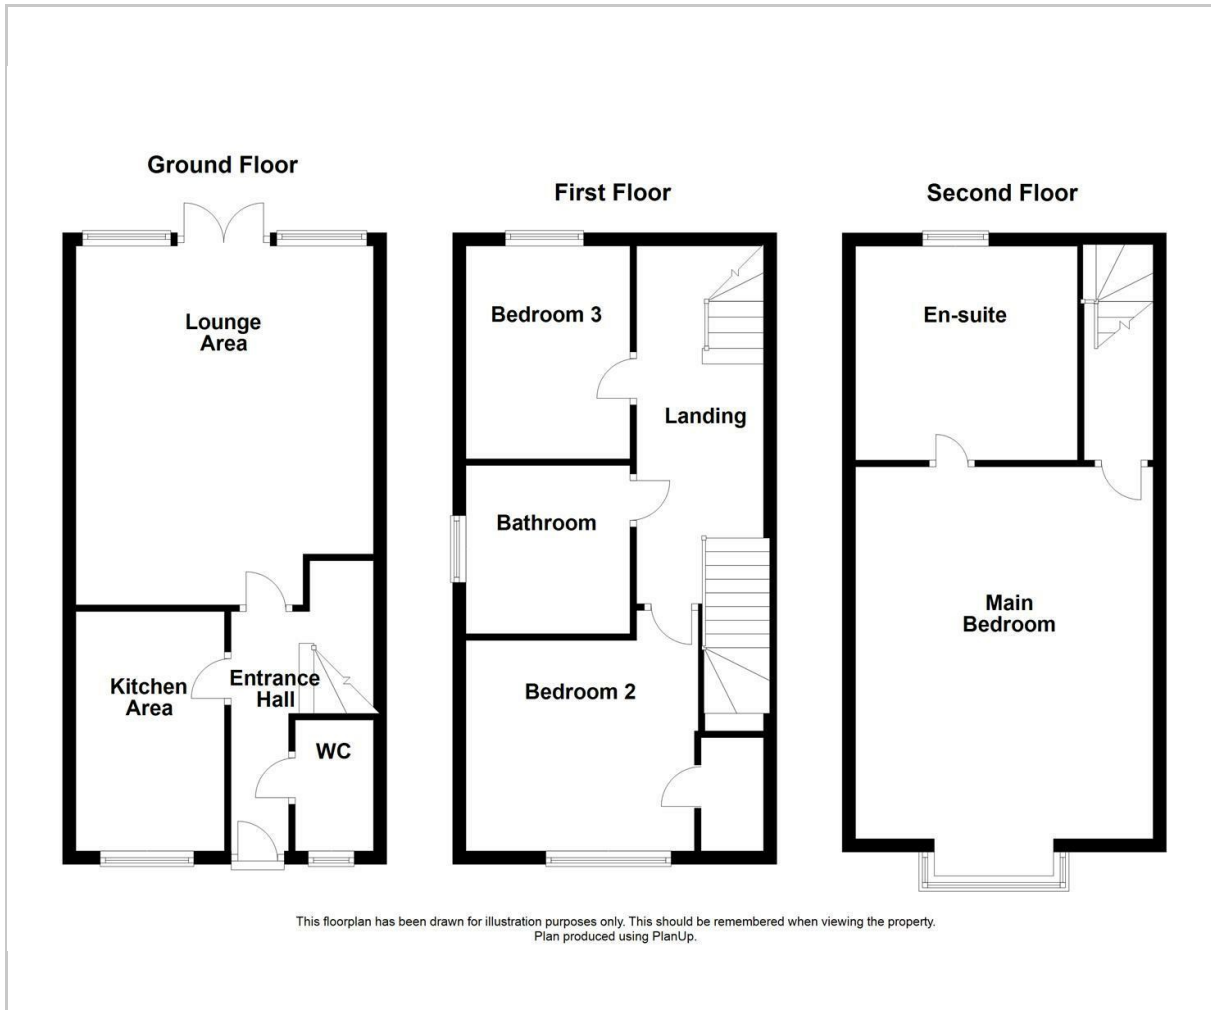 Ground Floor
Lounge
Area
Kitchen
Area
Entrance
Hall
WC
First Floor
Bedroom 3
Landing
Bathroom
Bedroom 2
Second Floor
En-suite
Main
Bedroom
This floorplan has been drawn for illustration purposes only. This should be remembered when viewing the property.
Plan produced using PlanUp.